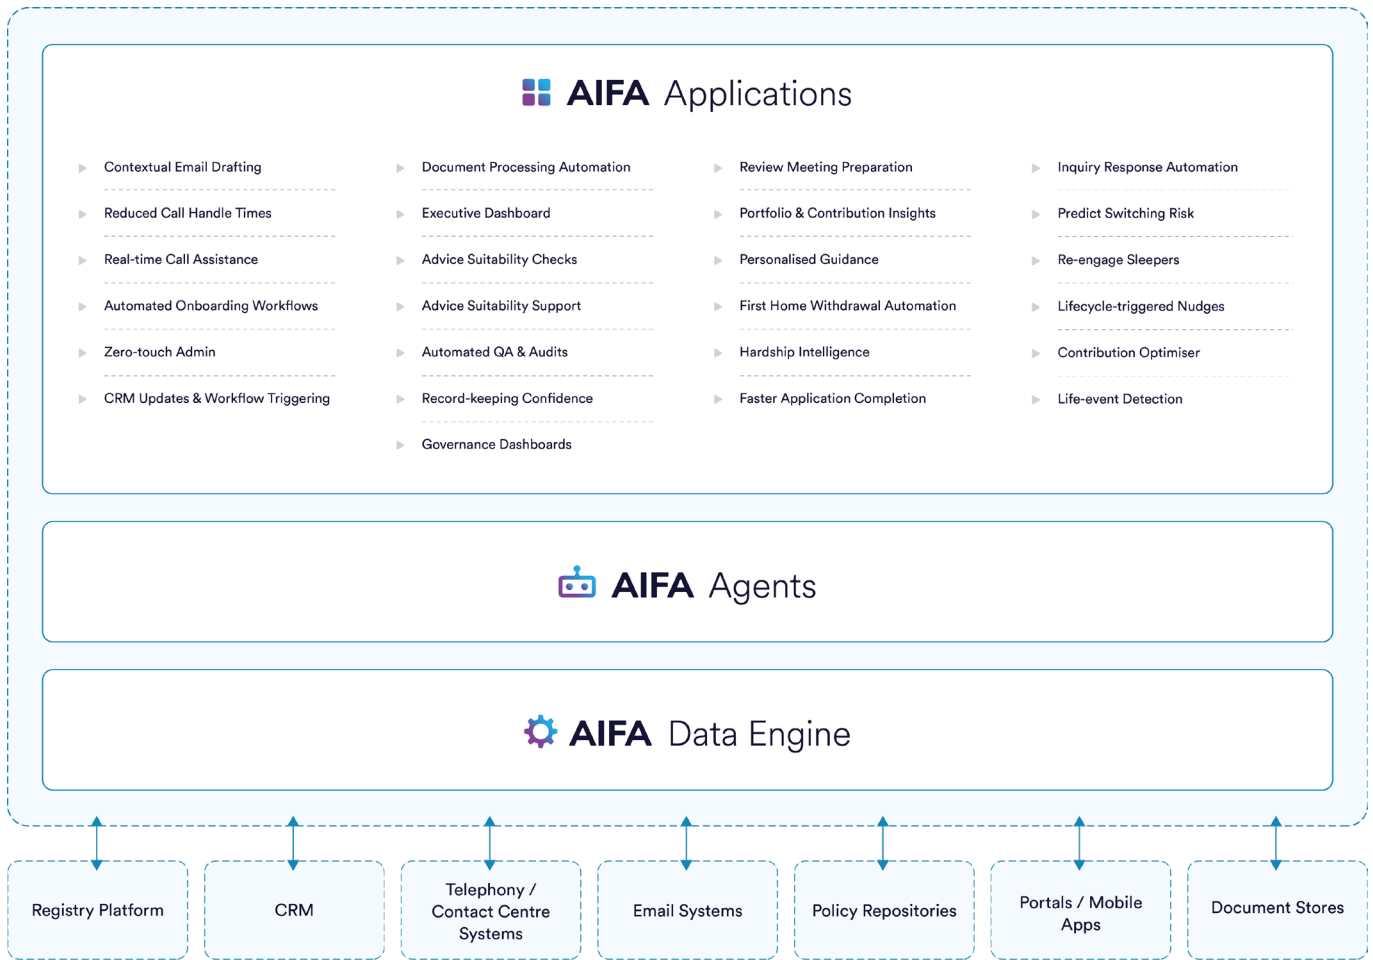 AIFA Applications
Contextual Email Drafting
Reduced Call Handle Times
Real-time Call Assistance
Automated Onboarding Workflows
Zero-touch Admin
CRM Updates & Workflow Triggering
Document Processing Automation
Executive Dashboard
Advice Suitability Checks
Advice Suitability Support
Automated QA & Audits
Record-keeping Confidence
Governance Dashboards
Review Meeting Preparation
Portfolio & Contribution Insights
Personalised Guidance
First Home Withdrawal Automation
Hardship Intelligence
Faster Application Completion
Inquiry Response Automation
Predict Switching Risk
Re-engage Sleepers
Lifecycle-triggered Nudges
Contribution Optimiser
Life-event Detection
AIFA Agents
AIFA Data Engine
Registry Platform
CRM
Telephony /
Contact Centre
Systems
Email Systems
Policy Repositories
Portals / Mobile
Apps
Document Stores